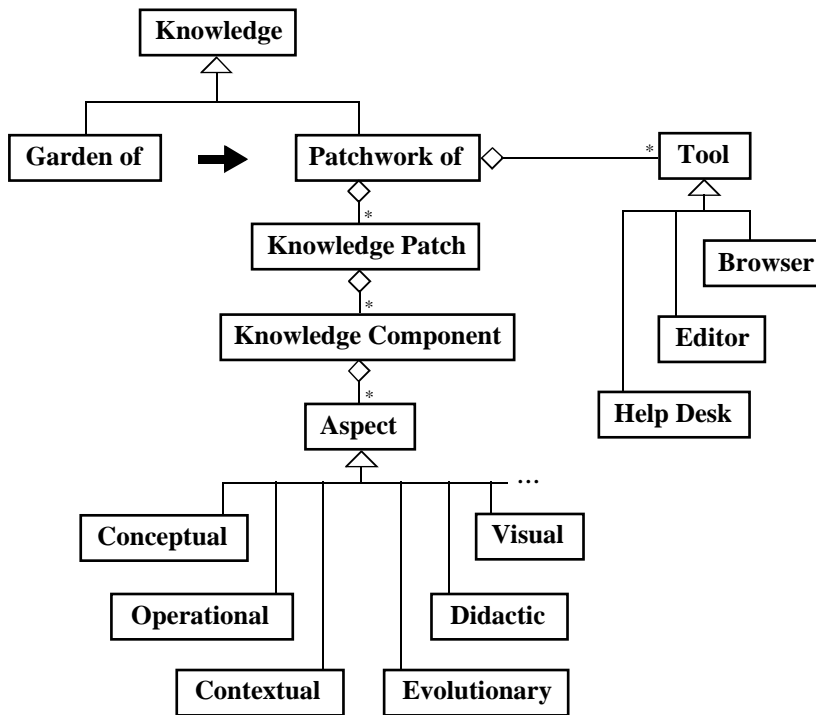 Knowledge
Garden of
Patchwork of
*
Tool
*
Knowledge Patch
Browser
*
Knowledge Component
Editor
*
Aspect
Help Desk
...
Conceptual
Visual
Operational
Didactic
Contextual
Evolutionary